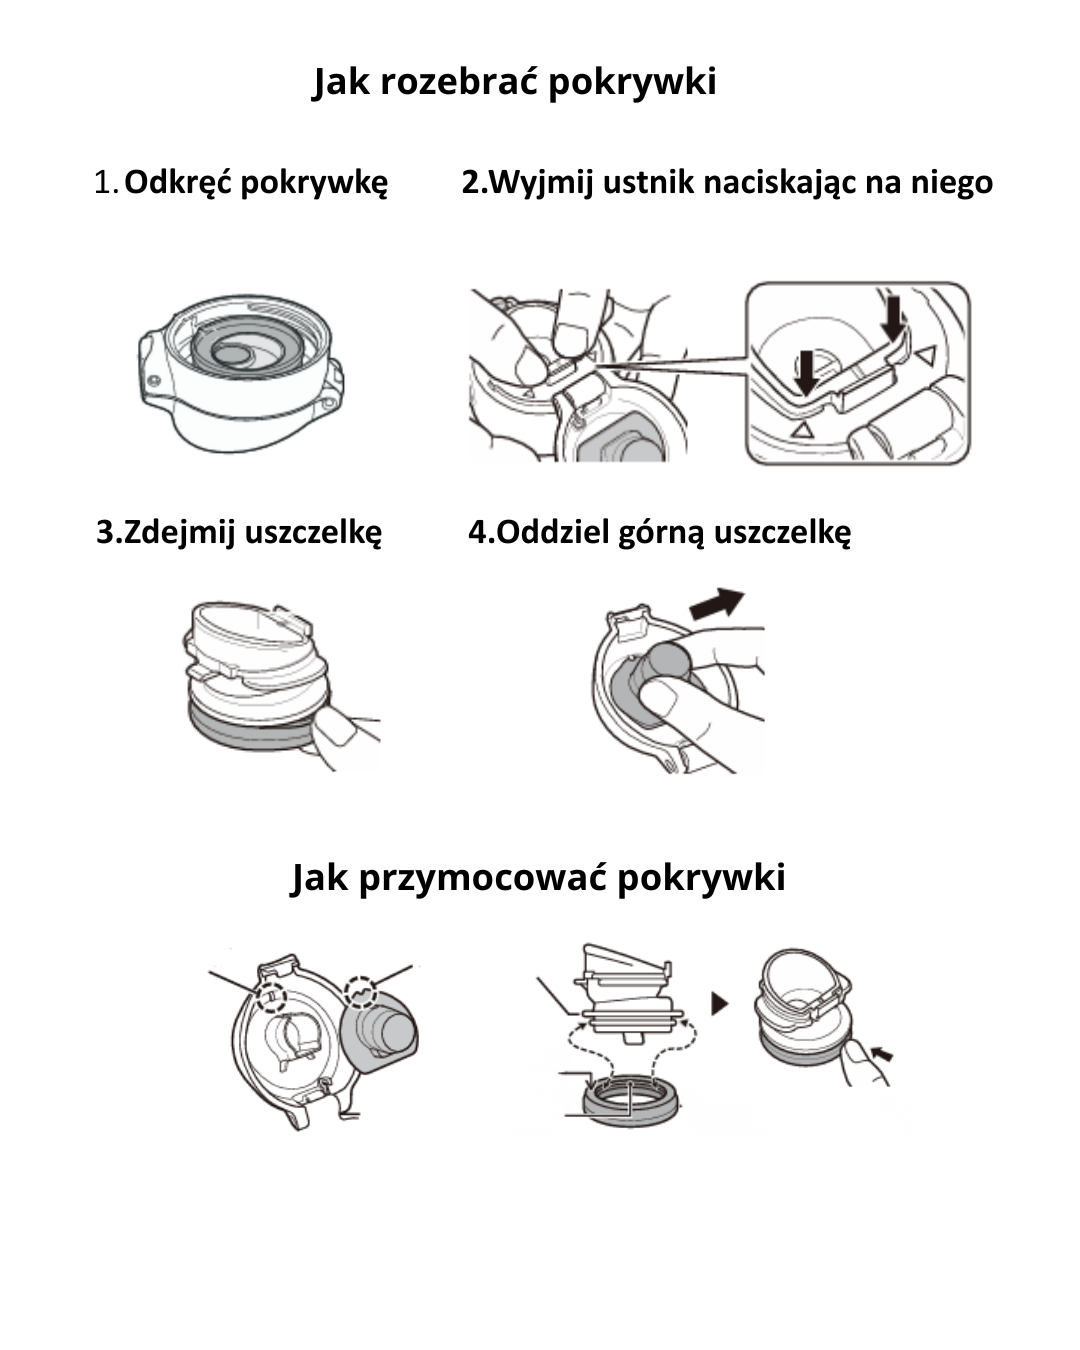 Jak rozebrać pokrywki
1. Odkręć pokrywkę
2.Wyjmij ustnik naciskając na niego
3.Zdejmij uszczelkę
4.Oddziel górną uszczelkę
Jak przymocować pokrywki